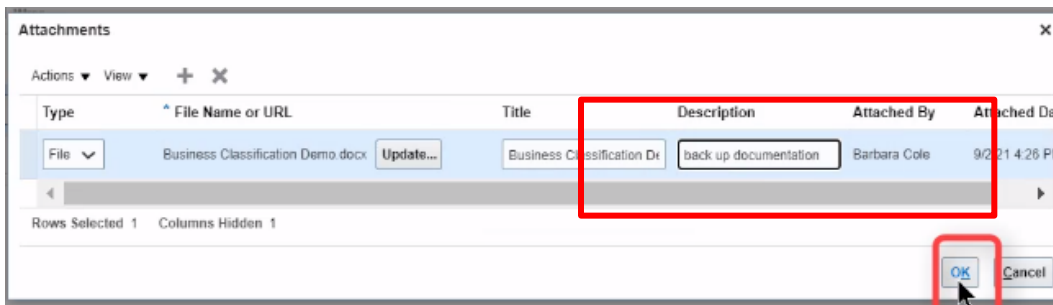 Attachments
Actions View
Type File Name or URL Title Description Attached By Attached Da
File Business Classification Demo.docx Update... Business Classification De back up documentation Barbara Cole 9/2/21 4:26 P
Rows Selected 1 Columns Hidden 1
OK Cancel